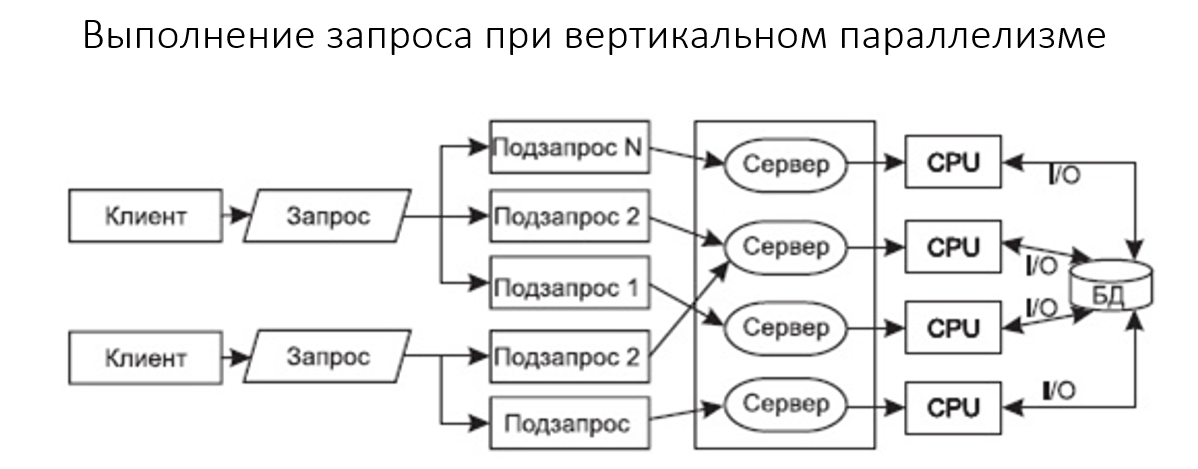 Выполнение запроса при вертикальном параллелизме
Подзапрос N
Сервер
CPU
I/O
Клиент
Запрос
Подзапрос 2
Сервер
CPU
I/O
БД
Подзапрос 1
Сервер
CPU
I/O
Клиент
Запрос
Подзапрос 2
Подзапрос
Сервер
CPU
I/O